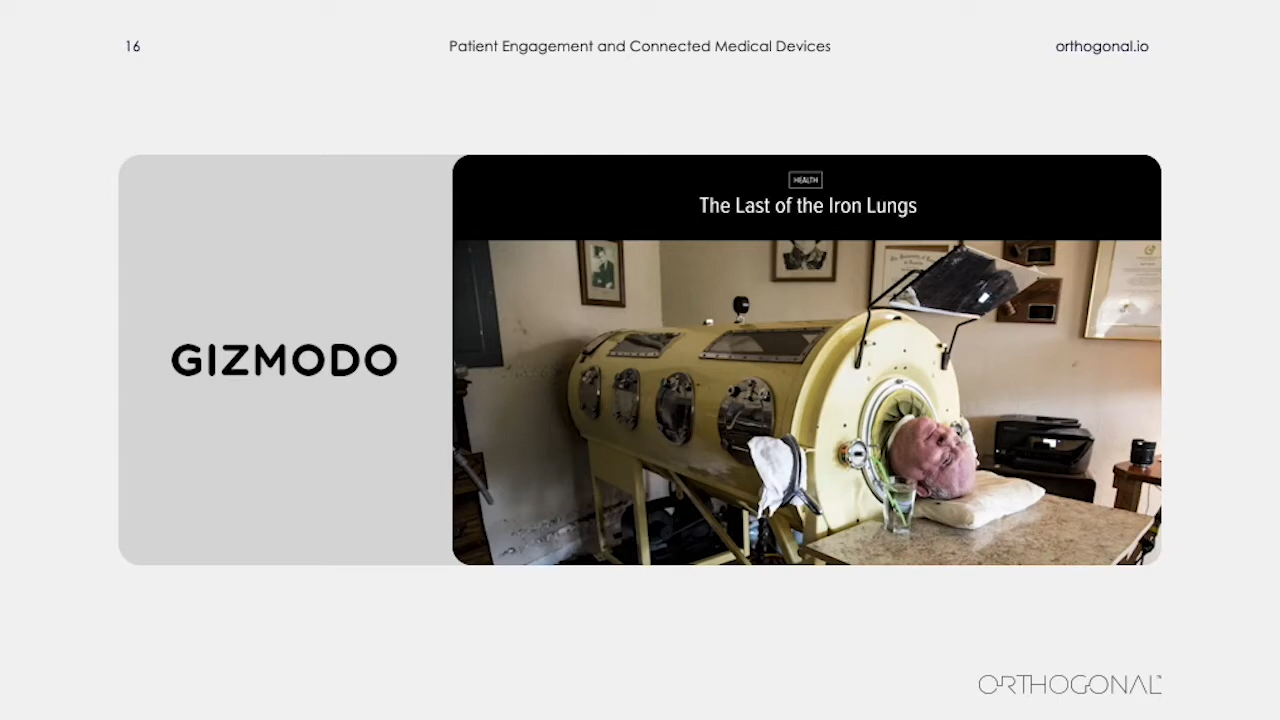 16
Patient Engagement and Connected Medical Devices
orthogonal.io
HEALTH
The Last of the Iron Lungs
GIZMODO
ORTHOGONAL